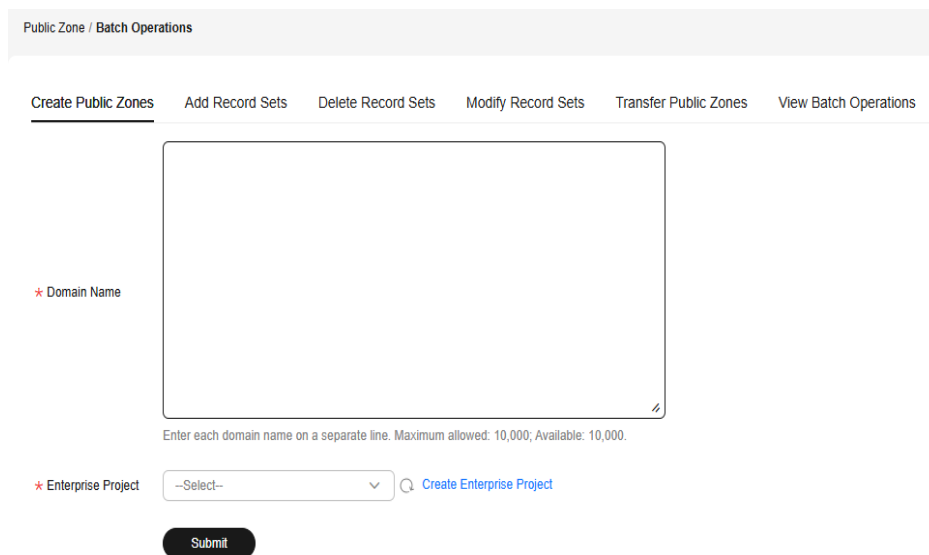 Public Zone / Batch Operations
Create Public Zones Add Record Sets Delete Record Sets Modify Record Sets Transfer Public Zones View Batch Operations
* Domain Name
Enter each domain name on a separate line. Maximum allowed: 10,000; Available: 10,000.
* Enterprise Project --Select-- Create Enterprise Project
Submit